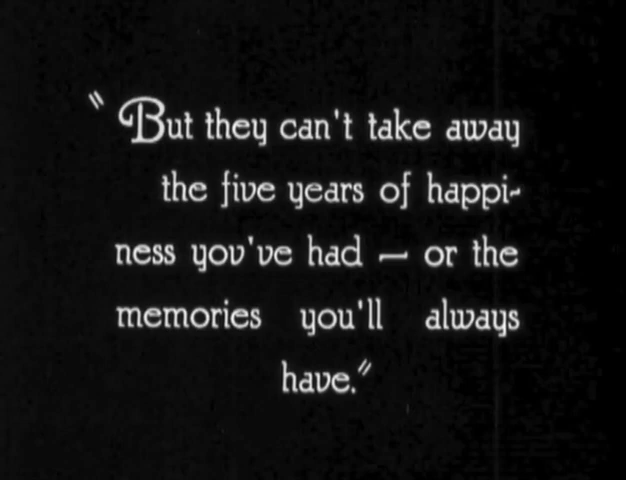 "But they can't take away
the five years of happi-
ness yov've had — or the
memories you'll always
have."